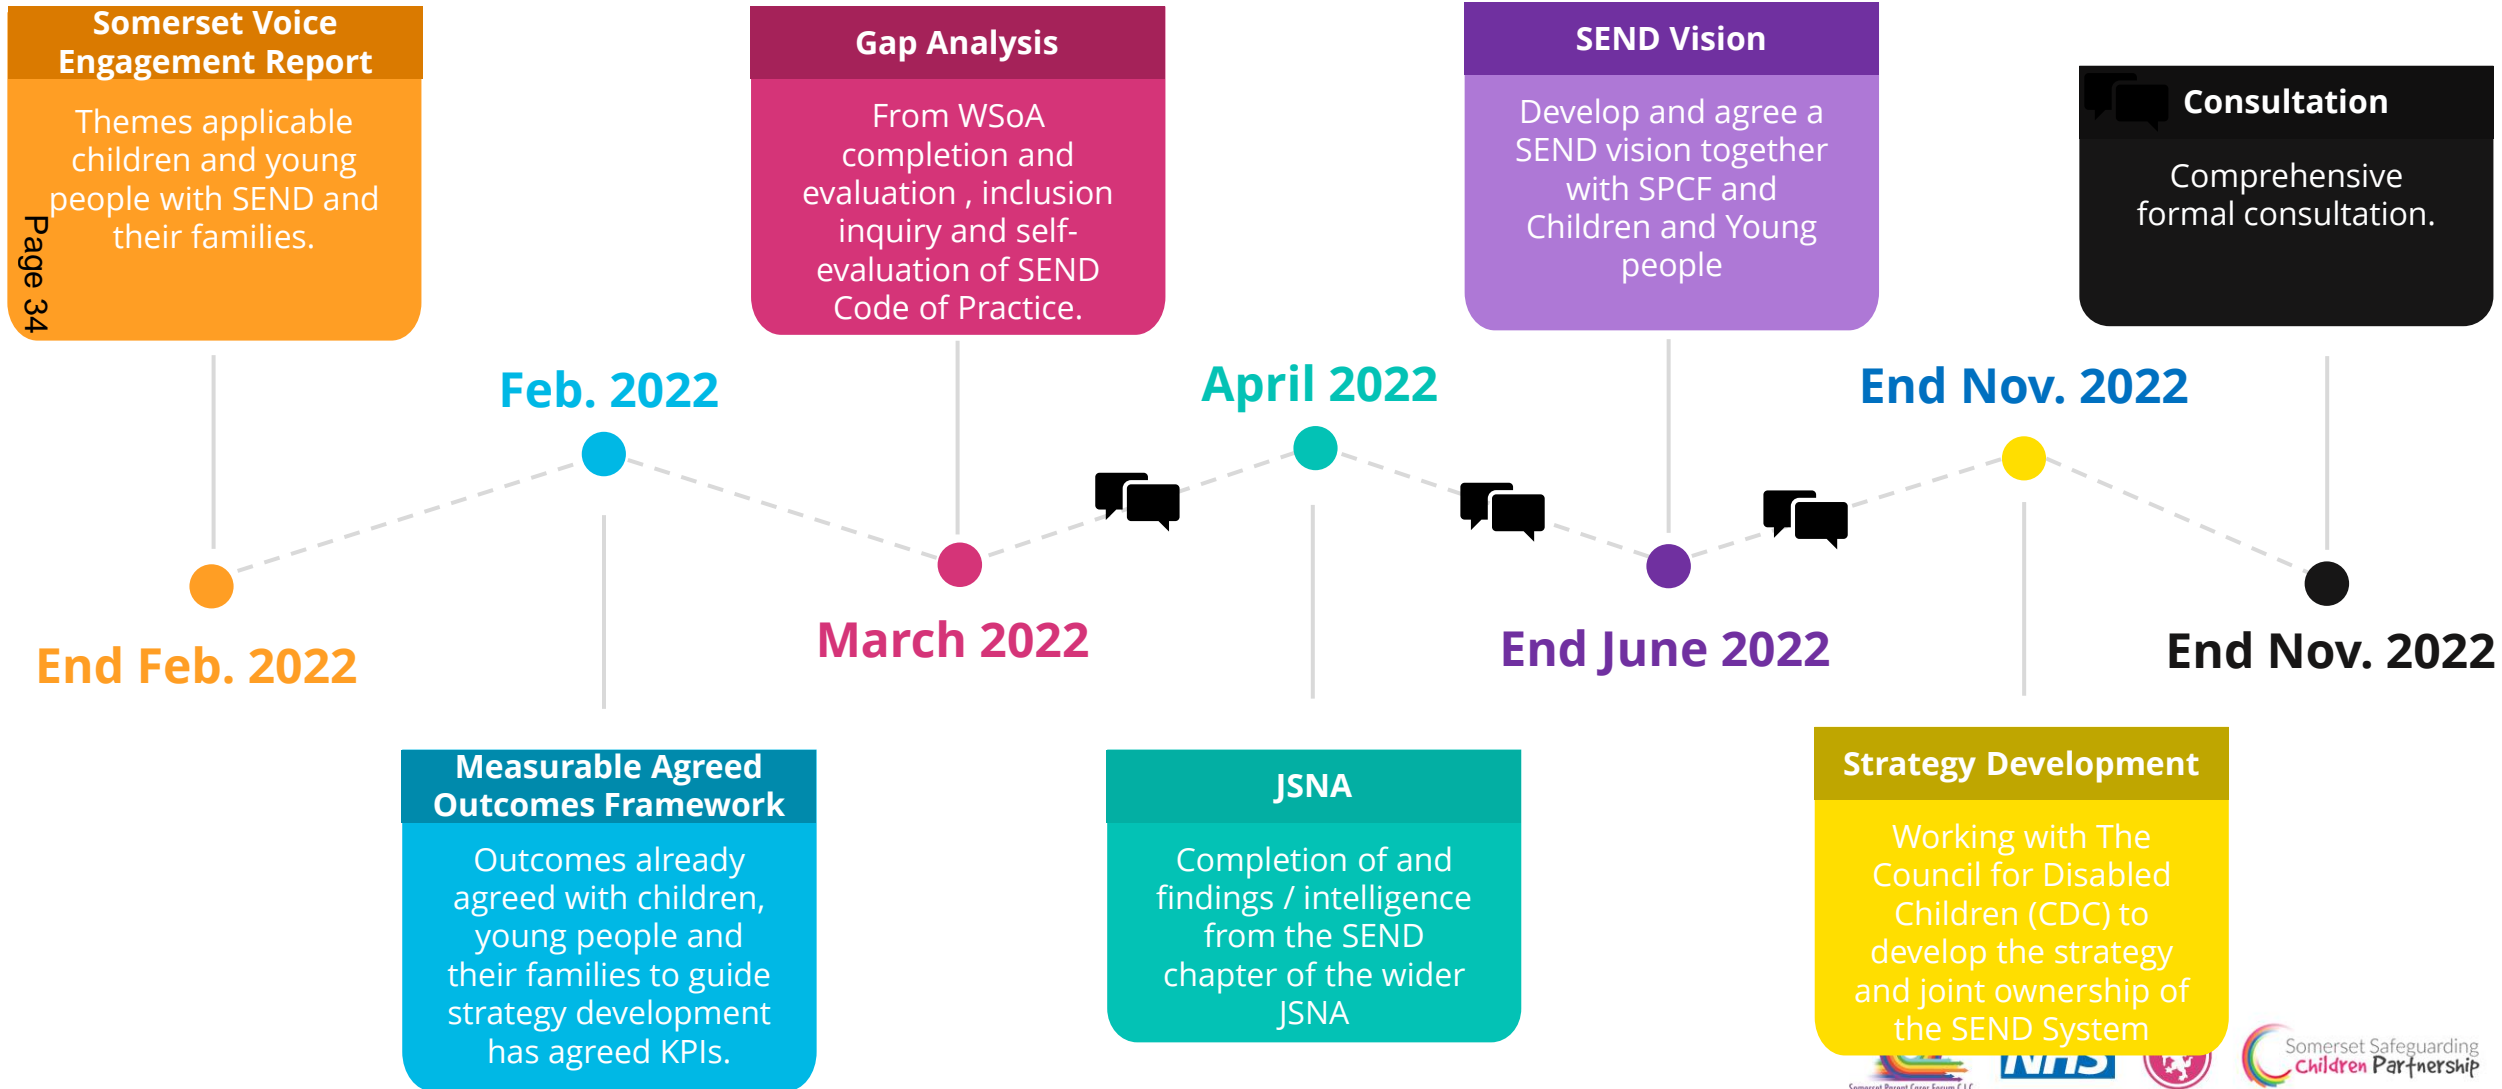 Somerset Voice
Engagement Report
Themes applicable
children and young
people with SEND and
their families.
Page 34
End Feb. 2022
Feb. 2022
Measurable Agreed
Outcomes Framework
Outcomes already
agreed with children,
young people and
their families to guide
strategy development
has agreed KPIs.
Gap Analysis
From WSoA
completion and
evaluation , inclusion
inquiry and self-
evaluation of SEND
Code of Practice.
March 2022
April 2022
JSNA
Completion of and
findings / intelligence
from the SEND
chapter of the wider
JSNA
SEND Vision
Develop and agree a
SEND vision together
with SPCF and
Children and Young
people
End June 2022
End Nov. 2022
Strategy Development
Working with The
Council for Disabled
Children (CDC) to
develop the strategy
and joint ownership of
the SEND System
Consultation
Comprehensive
formal consultation.
End Nov. 2022
Somerset Parent Carer Forum C.I.C
NHS
Somerset Safeguarding
Children Partnership